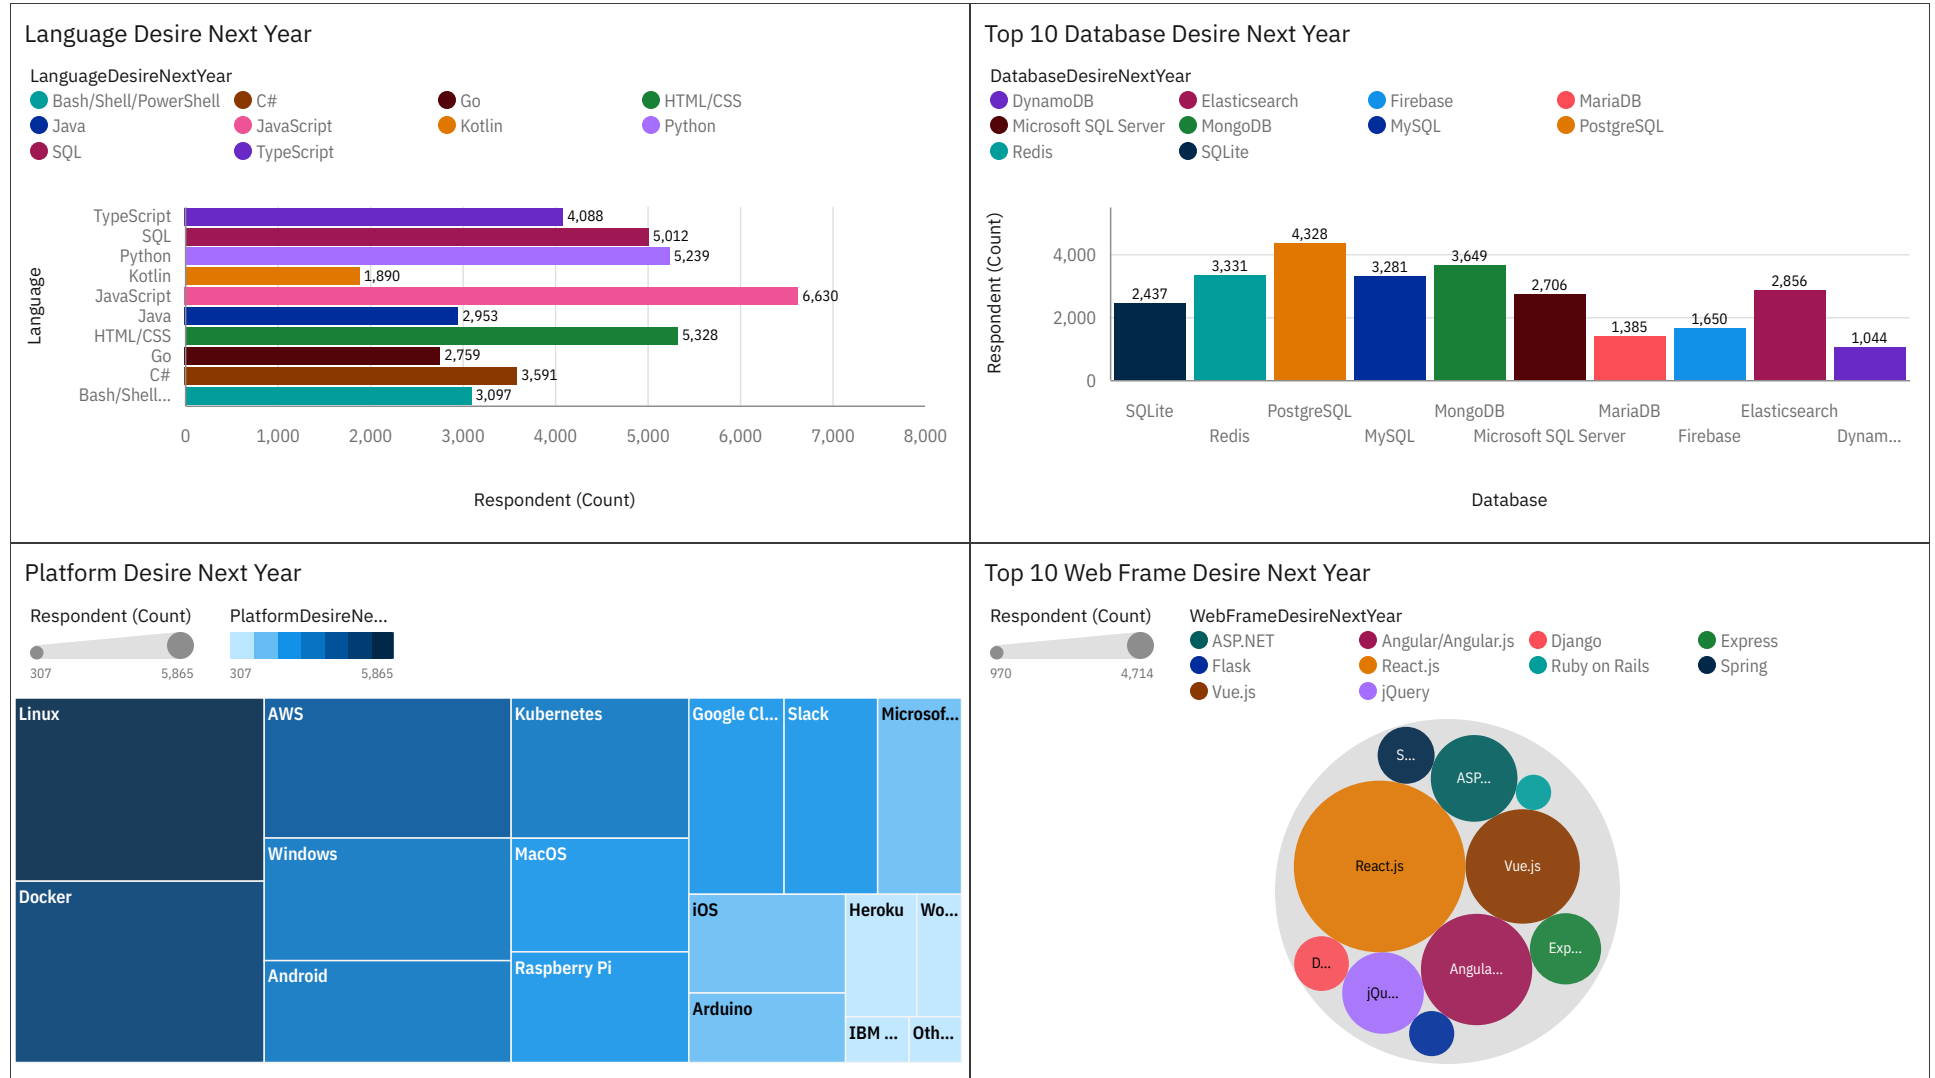 Language Desire Next Year
LanguageDesireNextYear
Bash/Shell/PowerShell C# Go HTML/CSS
Java JavaScript Kotlin Python
SQL TypeScript
Language
TypeScript 4,088
SQL 5,012
Python 5,239
Kotlin 1,890
JavaScript 6,630
Java 2,953
HTML/CSS 5,328
Go 2,759
C# 3,591
Bash/Shell... 3,097
0 1,000 2,000 3,000 4,000 5,000 6,000 7,000 8,000
Respondent (Count)
Top 10 Database Desire Next Year
DatabaseDesireNextYear
DynamoDB Elasticsearch Firebase MariaDB
Microsoft SQL Server MongoDB MySQL PostgreSQL
Redis SQLite
Respondent (Count)
4,000
2,000
0
2,437 3,331 4,328 3,281 3,649 2,706 1,385 1,650 2,856 1,044
SQLite PostgreSQL MongoDB MariaDB Elasticsearch
Redis MySQL Microsoft SQL Server Firebase Dynam...
Database
Platform Desire Next Year
Respondent (Count) PlatformDesireNe...
307 5,865 307 5,865
Linux AWS Kubernetes Google Cl... Slack Microsof...
Windows MacOS
Docker iOS Heroku Wo...
Android Raspberry Pi
Arduino IBM ... Oth...
Top 10 Web Frame Desire Next Year
Respondent (Count) WebFrameDesireNextYear
970 4,714
ASP.NET Angular/Angular.js Django Express
Flask React.js Ruby on Rails Spring
Vue.js jQuery
S...
ASP...
React.js Vue.js
Exp...
D... Angula...
jQu...